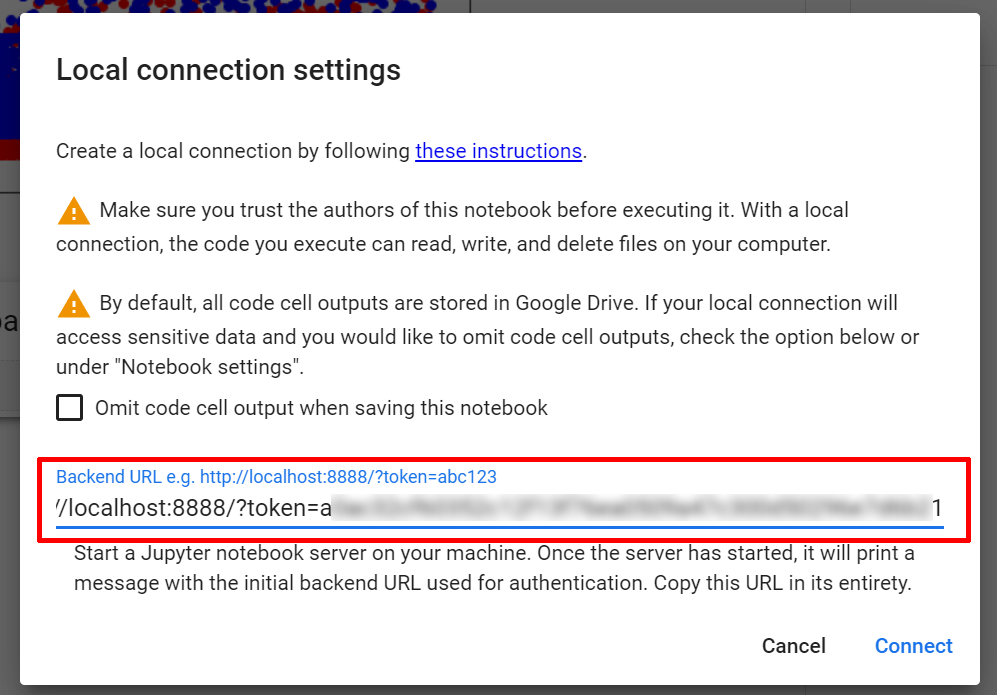 Local connection settings
Create a local connection by following these instructions.
Make sure you trust the authors of this notebook before executing it. With a local
connection, the code you execute can read, write, and delete files on your computer.
By default, all code cell outputs are stored in Google Drive. If your local connection will
access sensitive data and you would like to omit code cell outputs, check the option below or
under "Notebook settings".
Omit code cell output when saving this notebook
Backend URL e.g. http://localhost:8888/?token=abc123
//localhost:8888/?token=a 1
Start a Jupyter notebook server on your machine. Once the server has started, it will print a
message with the initial backend URL used for authentication. Copy this URL in its entirety.
Cancel Connect